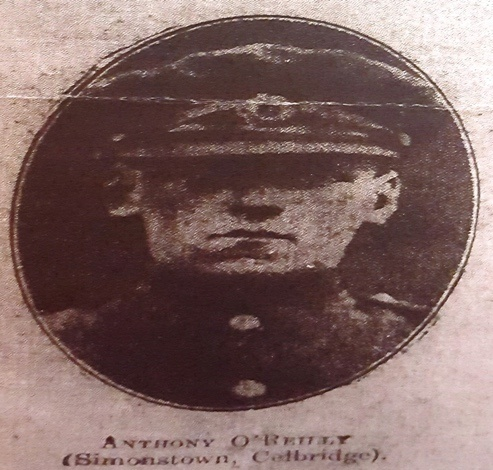 ANTHONY O'REILLY
(Simonstown, Celbridge).